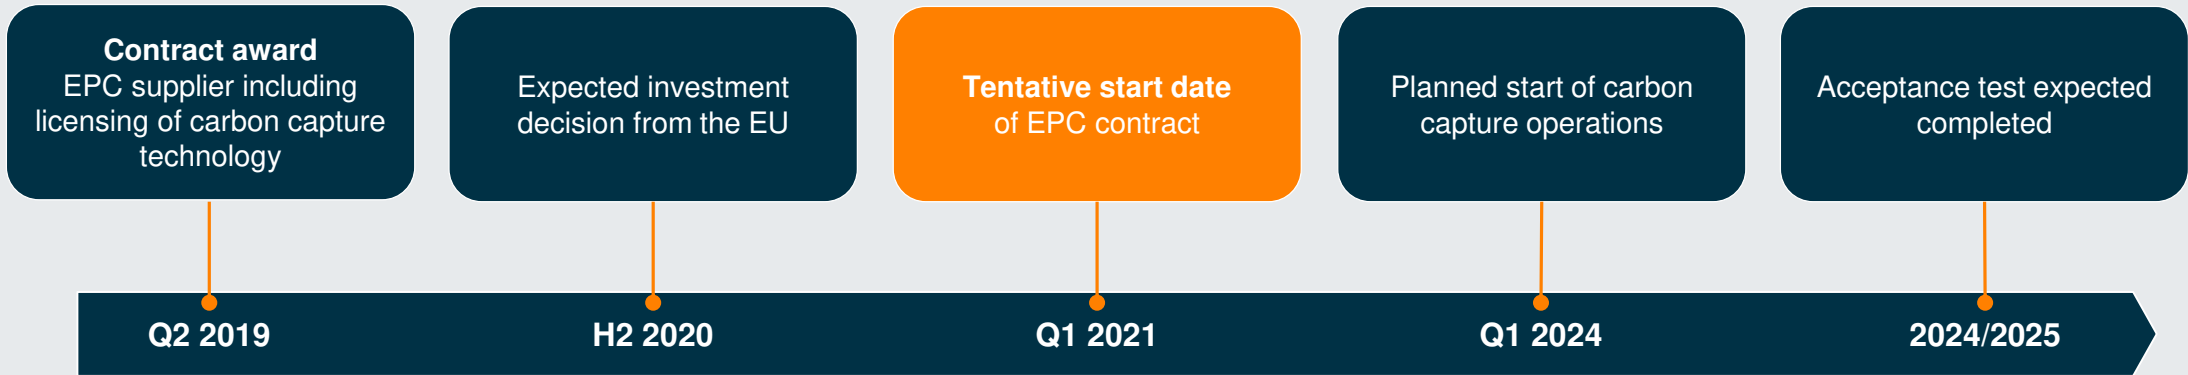 Contract award
EPC supplier including
licensing of carbon capture
technology
Expected investment
decision from the EU
Tentative start date
of EPC contract
Planned start of carbon
capture operations
Acceptance test expected
completed
Q2 2019
H2 2020
Q1 2021
Q1 2024
2024/2025